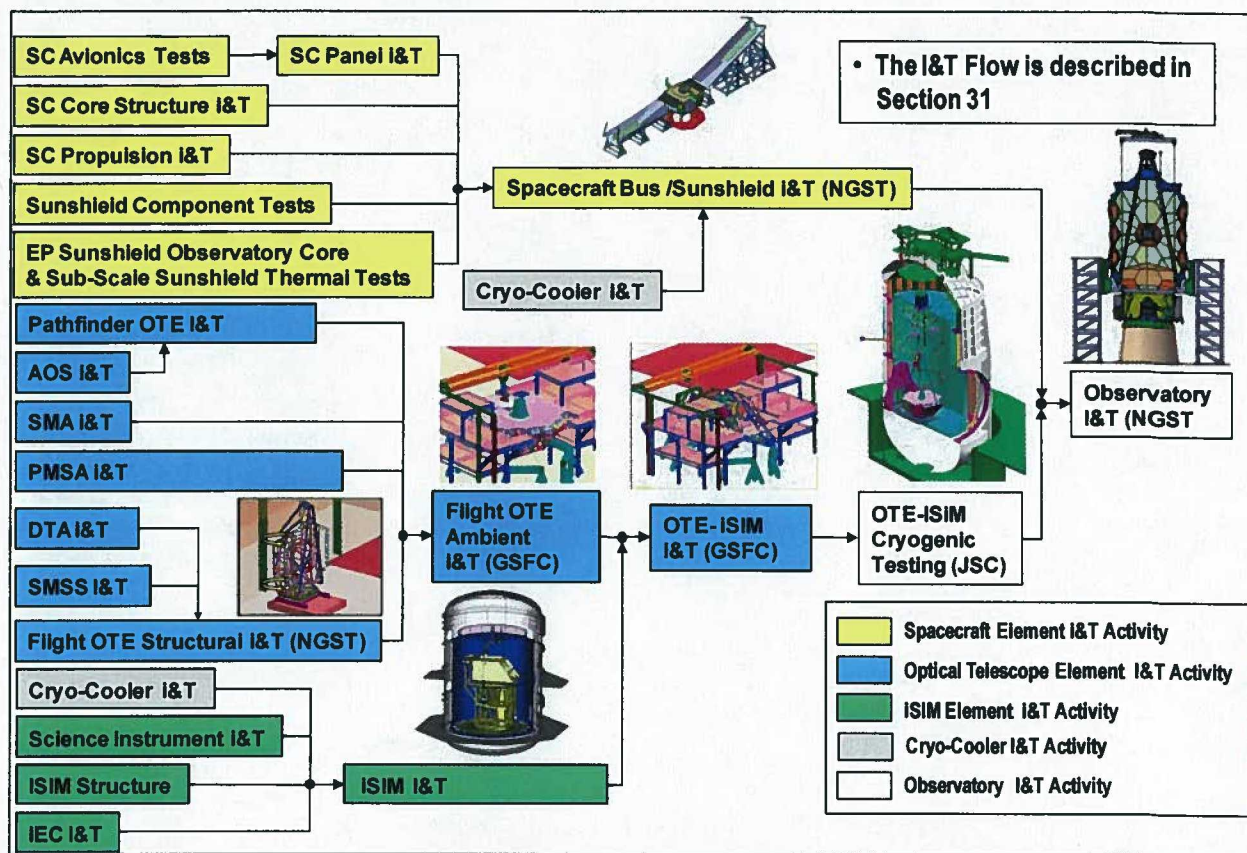 SC Avionics Tests
SC Panel I&T
SC Core Structure I&T
SC Propulsion I&T
Sunshield Component Tests
EP Sunshield Observatory Core
& Sub-Scale Sunshield Thermal Tests
• The I&T Flow is described in
Section 31
Spacecraft Bus /Sunshield I&T (NGST)
Cryo-Cooler I&T
Pathfinder OTE I&T
AOS I&T
SMA I&T
PMSA I&T
DTA I&T
SMSS I&T
Flight OTE Structural I&T (NGST)
Flight OTE
Ambient
I&T (GSFC)
OTE-ISIM
I&T (GSFC)
OTE-ISIM
Cryogenic
Testing (JSC)
Observatory
I&T (NGST
Cryo-Cooler I&T
Science Instrument I&T
ISIM Structure
IEC I&T
ISIM I&T
Spacecraft Element I&T Activity
Optical Telescope Element I&T Activity
ISIM Element I&T Activity
Cryo-Cooler I&T Activity
Observatory I&T Activity